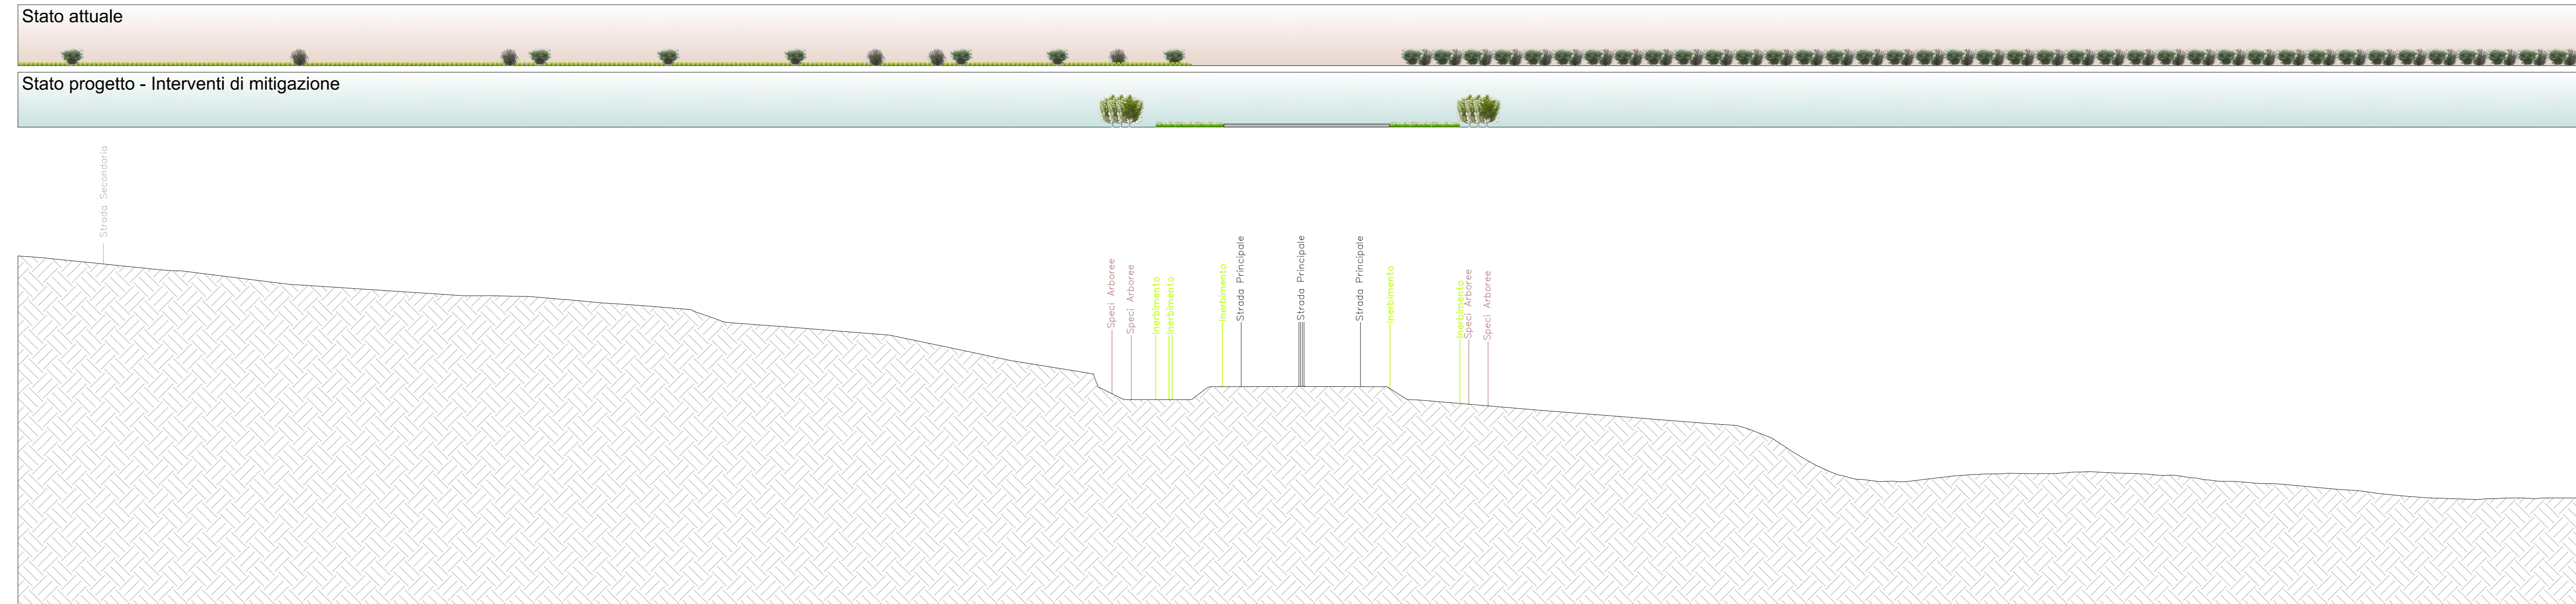 Stato attuale
Stato progetto - Interventi di mitigazione
Strada Secondaria
Speci Arboree
Speci Arboree
Inerbimento
Inerbimento
Inerbimento
Strada Principale
Strada Principale
Strada Principale
Inerbimento
Inerbimento
Speci Arboree
Speci Arboree